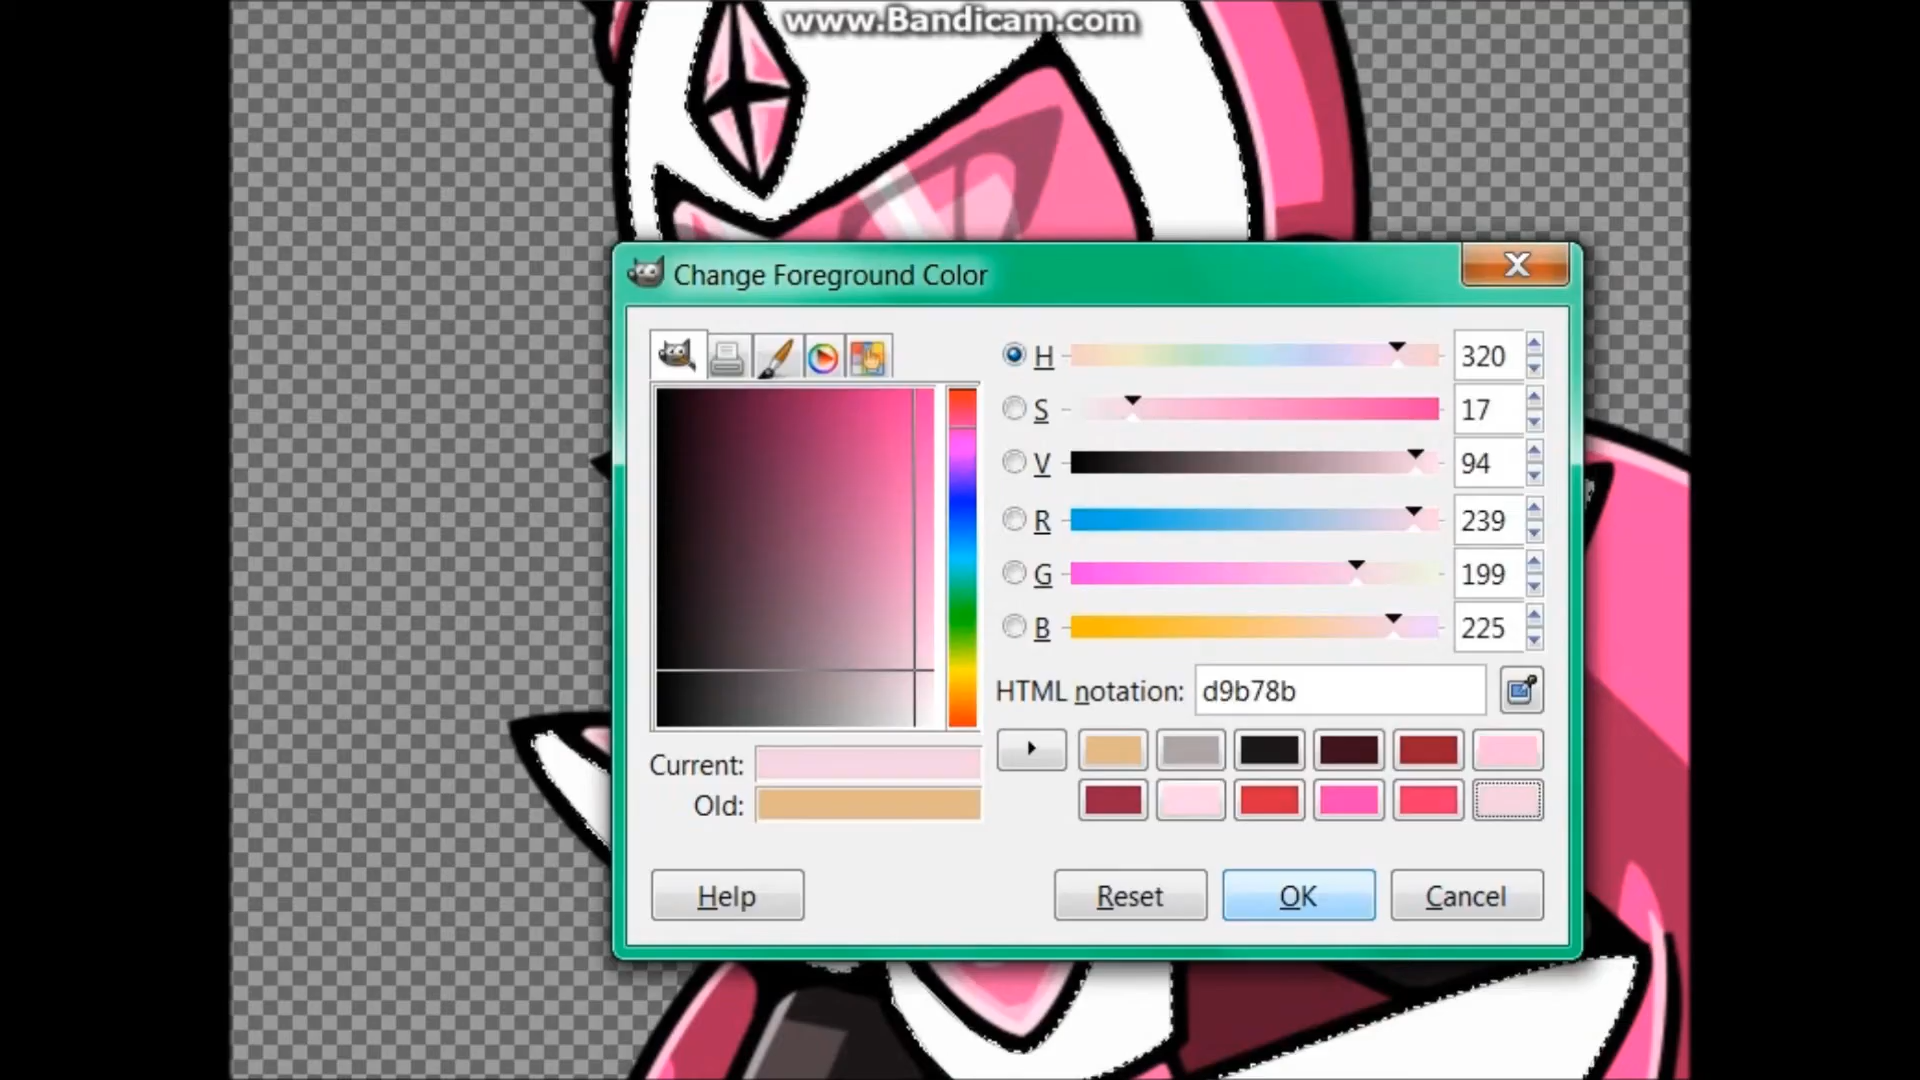 www.Bandicam.com
Change Foreground Color
H 320
S 17
V 94
R 239
G 199
B 225
HTML notation: d9b78b
Current:
Old:
Help Reset OK Cancel